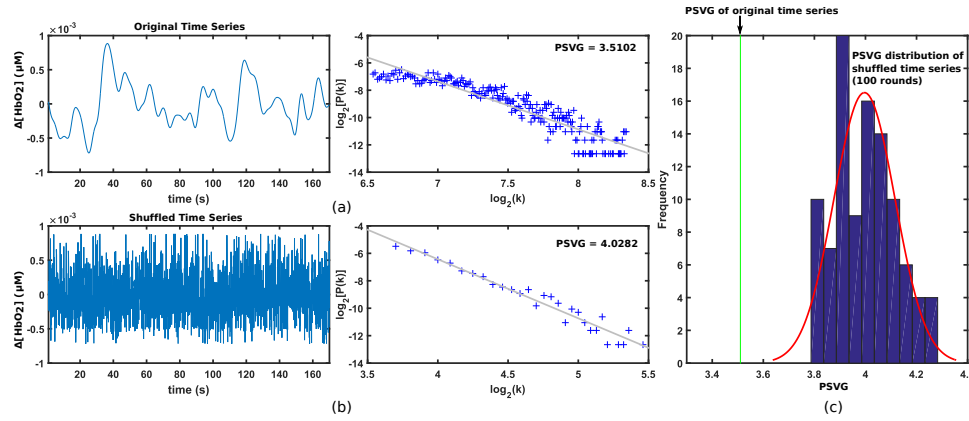 Original Time Series
×10⁻³
1
0.5
0
-0.5
-1
Δ[HbO₂] (μM)
20 40 60 80 100 120 140 160
time (s)
PSVG = 3.5102
-4
-6
-8
-10
-12
-14
log₂[P(k)]
6.5 7 7.5 8 8.5
log₂(k)
(a)
Shuffled Time Series
×10⁻³
1
0.5
0
-0.5
-1
Δ[HbO₂] (μM)
20 40 60 80 100 120 140 160
time (s)
PSVG = 4.0282
-4
-6
-8
-10
-12
-14
log₂[P(k)]
3.5 4 4.5 5 5.5
log₂(k)
(b)
PSVG of original time series
PSVG distribution of
shuffled time series
(100 rounds)
20
18
16
14
12
10
8
6
4
2
0
Frequency
3.4 3.6 3.8 4 4.2
PSVG
(c)